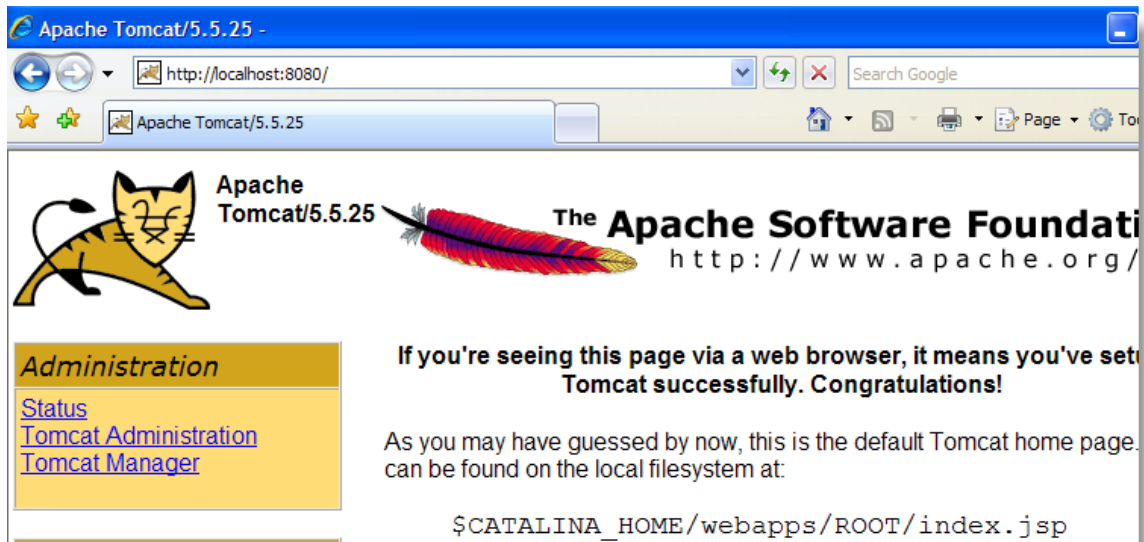 Apache Tomcat/5.5.25 -
http://localhost:8080/
Search Google
Apache Tomcat/5.5.25
Page
Apache
Tomcat/5.5.25
The Apache Software Foundati
http://www.apache.org/
Administration
Status
Tomcat Administration
Tomcat Manager
If you're seeing this page via a web browser, it means you've set
Tomcat successfully. Congratulations!
As you may have guessed by now, this is the default Tomcat home page.
can be found on the local filesystem at:
$CATALINA_HOME/webapps/ROOT/index.jsp